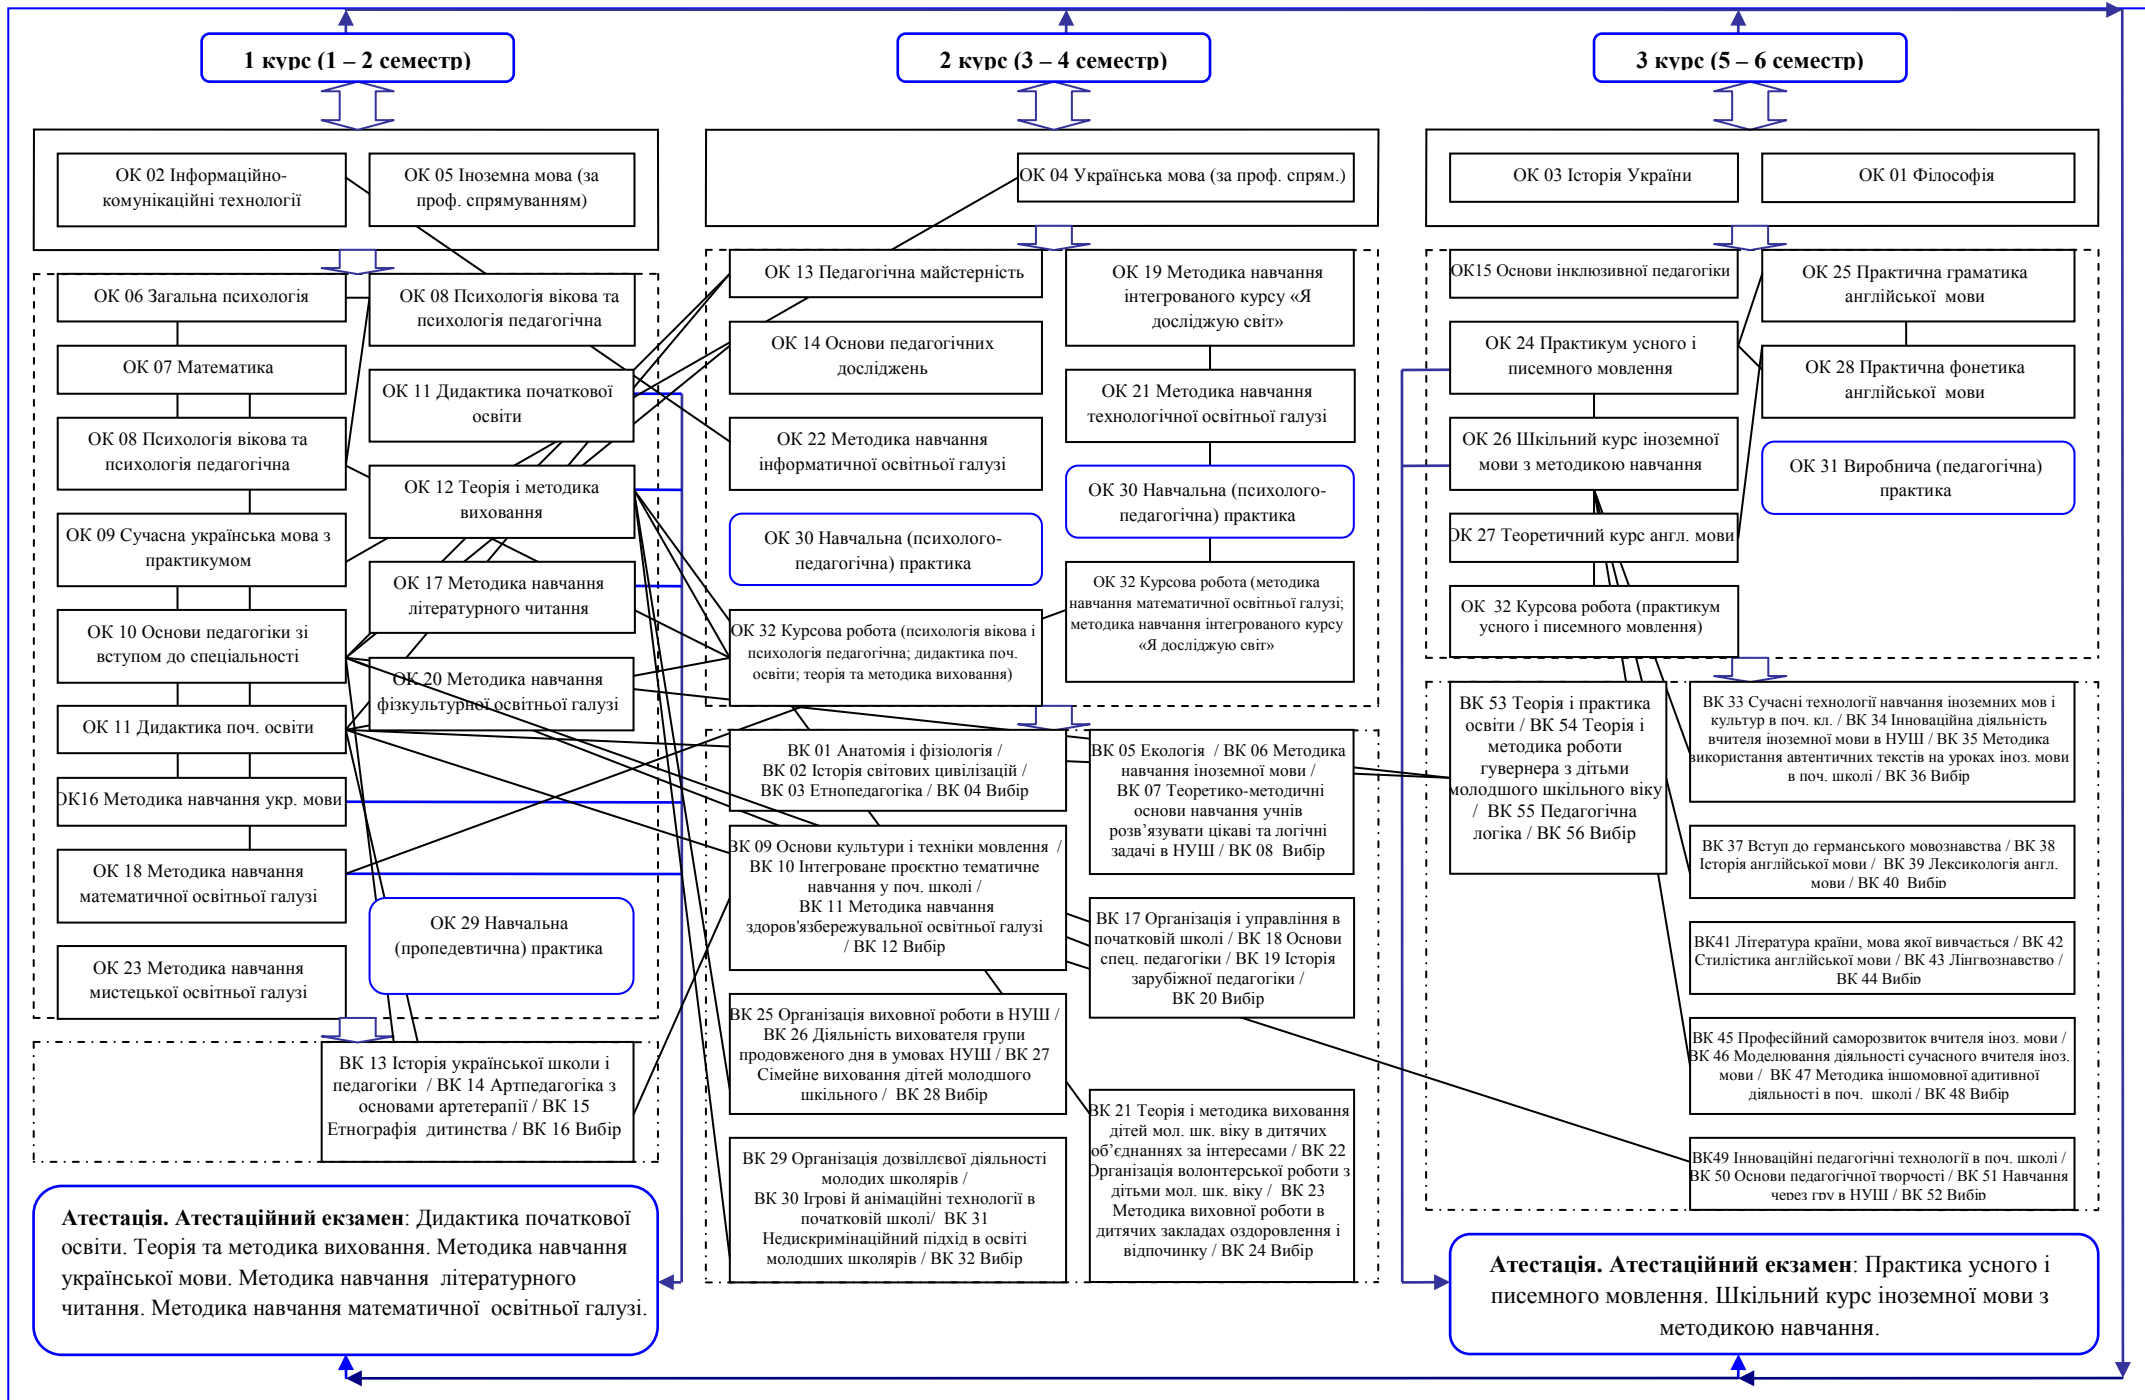 1 курс (1 – 2 семестр)
2 курс (3 – 4 семестр)
3 курс (5 – 6 семестр)
ОК 02 Інформаційно-
комунікаційні технології
ОК 05 Іноземна мова (за
проф. спрямуванням)
ОК 06 Загальна психологія
ОК 08 Психологія вікова та
психологія педагогічна
ОК 07 Математика
ОК 11 Дидактика початкової
освіти
ОК 08 Психологія вікова та
психологія педагогічна
ОК 12 Теорія і методика
виховання
ОК 09 Сучасна українська мова з
практикумом
ОК 17 Методика навчання
літературного читання
ОК 10 Основи педагогіки зі
вступом до спеціальності
ОК 20 Методика навчання
фізкультурної освітньої галузі
ОК 11 Дидактика поч. освіти
ОК16 Методика навчання укр. мови
ОК 18 Методика навчання
математичної освітньої галузі
ОК 29 Навчальна
(пропедевтична) практика
ОК 23 Методика навчання
мистецької освітньої галузі
ВК 13 Історія української школи і
педагогіки / ВК 14 Артпедагогіка з
основами артетерапії / ВК 15
Етнографія дитинства / ВК 16 Вибір
Атестація. Атестаційний екзамен: Дидактика початкової
освіти. Теорія та методика виховання. Методика навчання
української мови. Методика навчання літературного
читання. Методика навчання математичної освітньої галузі.
ОК 04 Українська мова (за проф. спрям.)
ОК 13 Педагогічна майстерність
ОК 19 Методика навчання
інтегрованого курсу «Я
досліджую світ»
ОК 14 Основи педагогічних
досліджень
ОК 21 Методика навчання
технологічної освітньої галузі
ОК 22 Методика навчання
інформатичної освітньої галузі
ОК 30 Навчальна (психолого-
педагогічна) практика
ОК 30 Навчальна (психолого-
педагогічна) практика
ОК 32 Курсова робота (методика
навчання математичної освітньої галузі;
методика навчання інтегрованого курсу
«Я досліджую світ»
ОК 32 Курсова робота (психологія вікова і
психологія педагогічна; дидактика поч.
освіти; теорія та методика виховання)
ВК 01 Анатомія і фізіологія /
ВК 02 Історія світових цивілізацій /
ВК 03 Етнопедагогіка / ВК 04 Вибір
ВК 05 Екологія / ВК 06 Методика
навчання іноземної мови /
ВК 07 Теоретико-методичні
основи навчання учнів
розв’язувати цікаві та логічні
задачі в НУШ / ВК 08 Вибір
ВК 09 Основи культури і техніки мовлення /
ВК 10 Інтегроване проєктно тематичне
навчання у поч. школі /
ВК 11 Методика навчання
здоров'язбережувальної освітньої галузі
/ ВК 12 Вибір
ВК 17 Організація і управління в
початковій школі / ВК 18 Основи
спец. педагогіки / ВК 19 Історія
зарубіжної педагогіки /
ВК 20 Вибір
ВК 25 Організація виховної роботи в НУШ /
ВК 26 Діяльність вихователя групи
продовженого дня в умовах НУШ / ВК 27
Сімейне виховання дітей молодшого
шкільного / ВК 28 Вибір
ВК 21 Теорія і методика виховання
дітей мол. шк. віку в дитячих
об’єднаннях за інтересами / ВК 22
Організація волонтерської роботи з
дітьми мол. шк. віку / ВК 23
Методика виховної роботи в
дитячих закладах оздоровлення і
відпочинку / ВК 24 Вибір
ВК 29 Організація дозвіллєвої діяльності
молодих школярів /
ВК 30 Ігрові й анімаційні технології в
початковій школі/ ВК 31
Недискримінаційний підхід в освіті
молодших школярів / ВК 32 Вибір
ОК 03 Історія України
ОК 01 Філософія
ОК15 Основи інклюзивної педагогіки
ОК 25 Практична граматика
англійської мови
ОК 24 Практикум усного і
писемного мовлення
ОК 28 Практична фонетика
англійської мови
ОК 26 Шкільний курс іноземної
мови з методикою навчання
ОК 31 Виробнича (педагогічна)
практика
ОК 27 Теоретичний курс англ. мови
ОК 32 Курсова робота (практикум
усного і писемного мовлення)
ВК 53 Теорія і практика
освіти / ВК 54 Теорія і
методика роботи
гувернера з дітьми
молодшого шкільного віку
/ ВК 55 Педагогічна
логіка / ВК 56 Вибір
ВК 33 Сучасні технології навчання іноземних мов і
культур в поч. кл. / ВК 34 Інноваційна діяльність
вчителя іноземної мови в НУШ / ВК 35 Методика
використання автентичних текстів на уроках іноз. мови
в поч. школі / ВК 36 Вибір
ВК 37 Вступ до германського мовознавства / ВК 38
Історія англійської мови / ВК 39 Лексикологія англ.
мови / ВК 40 Вибір
ВК41 Література країни, мова якої вивчається / ВК 42
Стилістика англійської мови / ВК 43 Лінгвознавство /
ВК 44 Вибір
ВК 45 Професійний саморозвиток вчителя іноз. мови /
ВК 46 Моделювання діяльності сучасного вчителя іноз.
мови / ВК 47 Методика іншомовної адитивної
діяльності в поч. школі / ВК 48 Вибір
ВК49 Інноваційні педагогічні технології в поч. школі /
ВК 50 Основи педагогічної творчості / ВК 51 Навчання
через гру в НУШ / ВК 52 Вибір
Атестація. Атестаційний екзамен: Практика усного і
писемного мовлення. Шкільний курс іноземної мови з
методикою навчання.